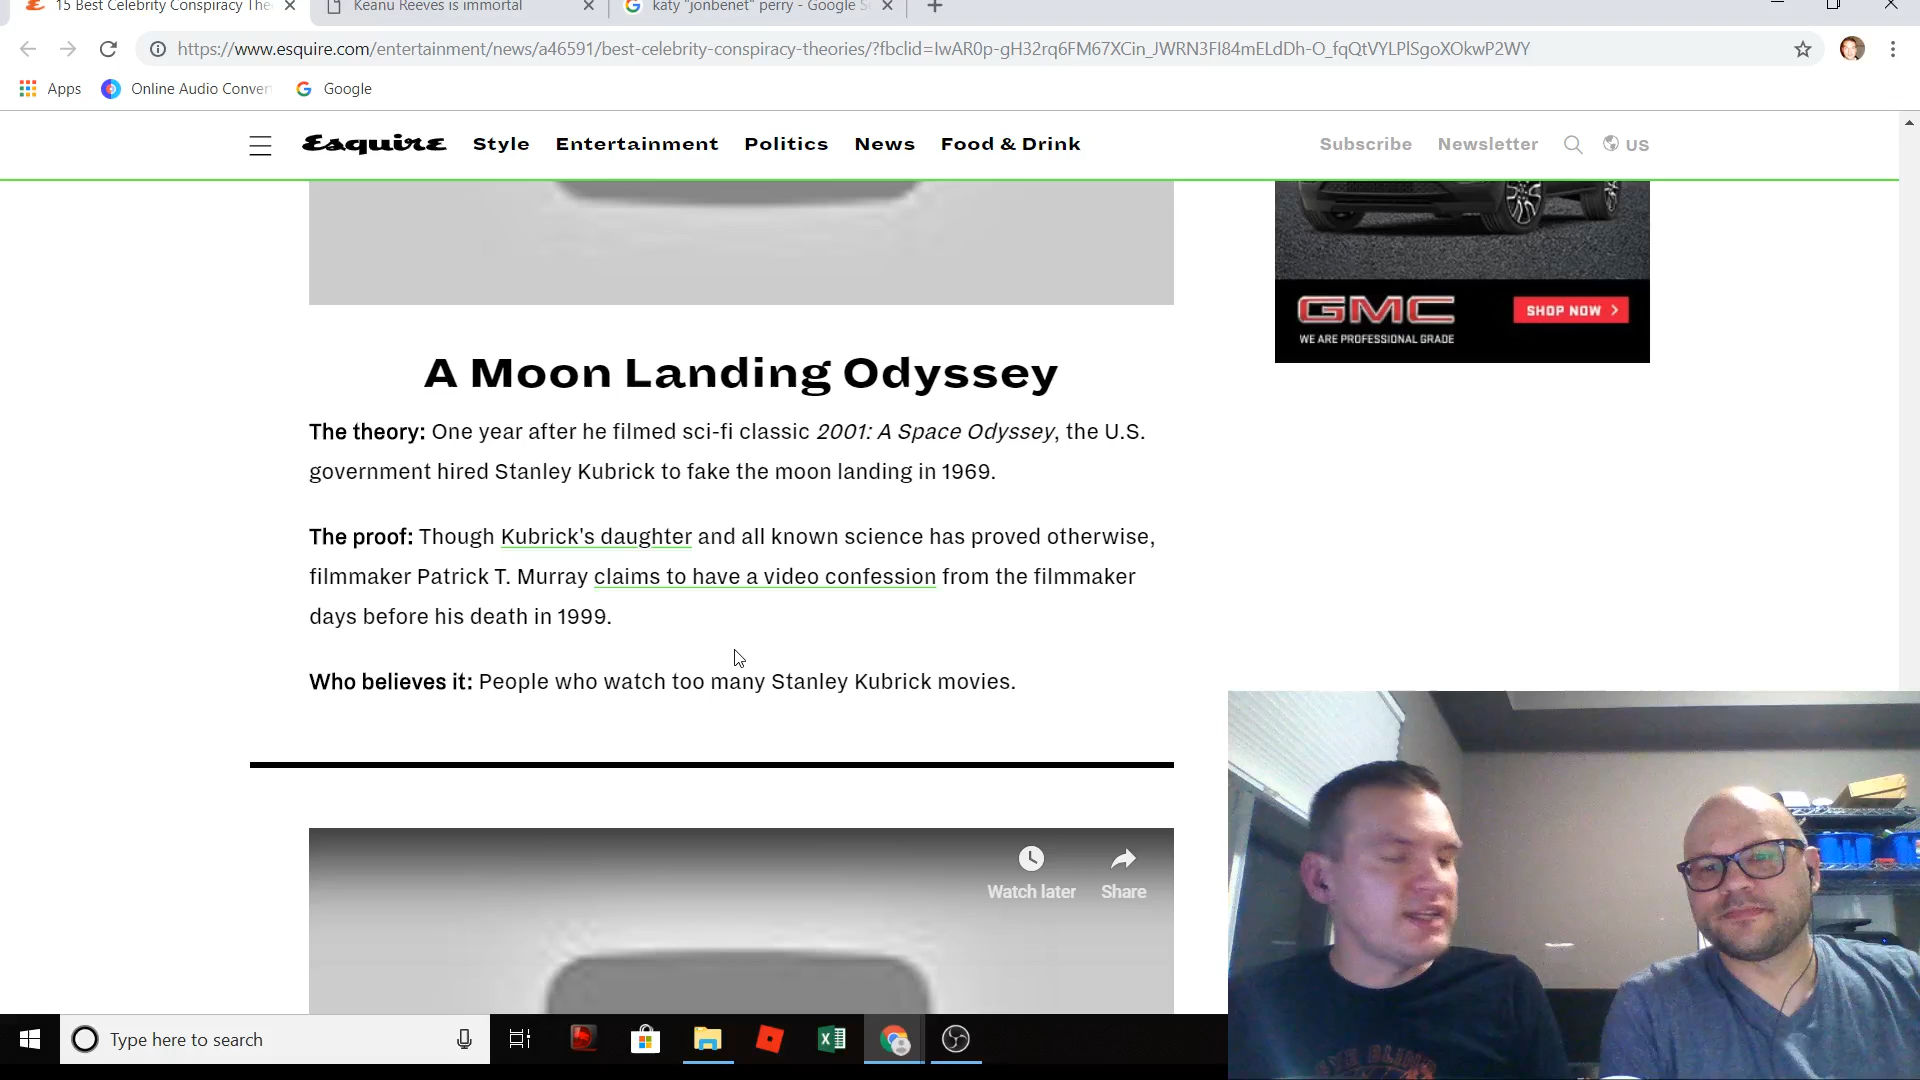 15 Best Celebrity Conspiracy The
Keanu Reeves is immortal
katy "jonbenet" perry - Google S
https://www.esquire.com/entertainment/news/a46591/best-celebrity-conspiracy-theories/?fbclid=IwAR0p-gH32rq6FM67XCin_JWRN3FI84mELdDh-O_fqQtVYLPlSgoXOkwP2WY
Apps
Online Audio Conver
Google
Esquire
Style
Entertainment
Politics
News
Food & Drink
Subscribe
Newsletter
US
GMC
WE ARE PROFESSIONAL GRADE
SHOP NOW
A Moon Landing Odyssey
The theory: One year after he filmed sci-fi classic 2001: A Space Odyssey, the U.S.
government hired Stanley Kubrick to fake the moon landing in 1969.
The proof: Though Kubrick's daughter and all known science has proved otherwise,
filmmaker Patrick T. Murray claims to have a video confession from the filmmaker
days before his death in 1999.
Who believes it: People who watch too many Stanley Kubrick movies.
Watch later
Share
Type here to search